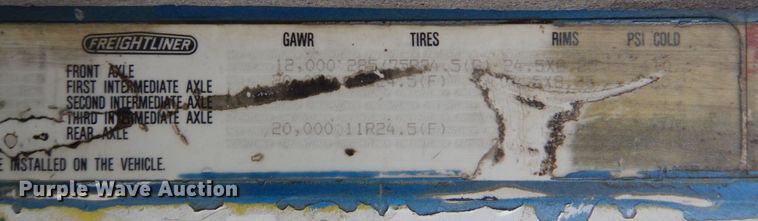 FREIGHTLINER GAWR TIRES RIMS PSI COLD
FRONT AXLE 12,000
FIRST INTERMEDIATE AXLE
SECOND INTERMEDIATE AXLE
THIRD INTERMEDIATE AXLE
REAR AXLE 20,000 11R24.5(F)
E INSTALLED ON THE VEHICLE.
Purple Wave Auction